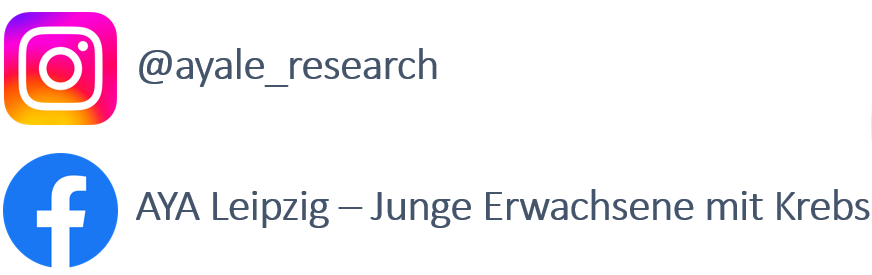 @ayale_research
AYA Leipzig – Junge Erwachsene mit Krebs